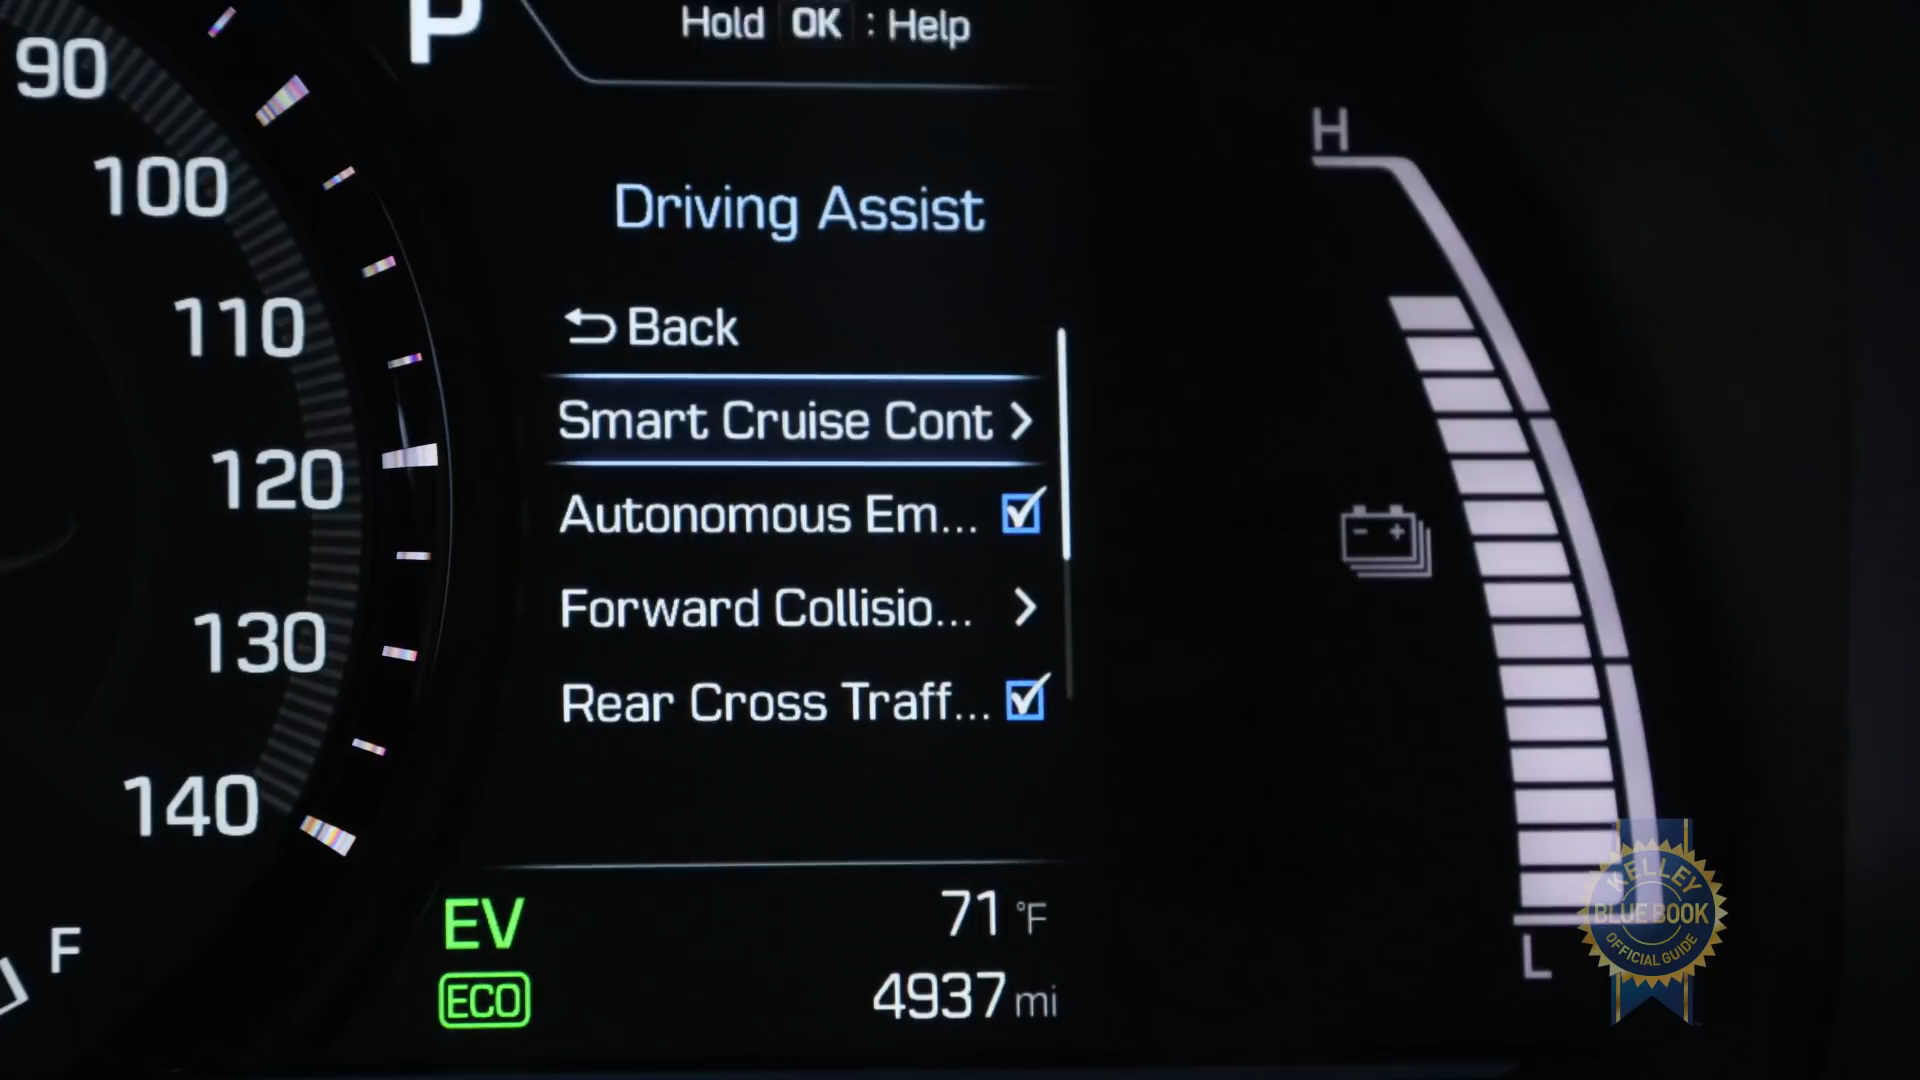 P
Hold OK : Help
90
100
110
120
130
140
F
Driving Assist
Back
Smart Cruise Cont
Autonomous Em...
Forward Collisio...
Rear Cross Traff...
EV
ECO
71 °F
4937 mi
H
- +
L
KELLEY
BLUE BOOK
OFFICIAL GUIDE